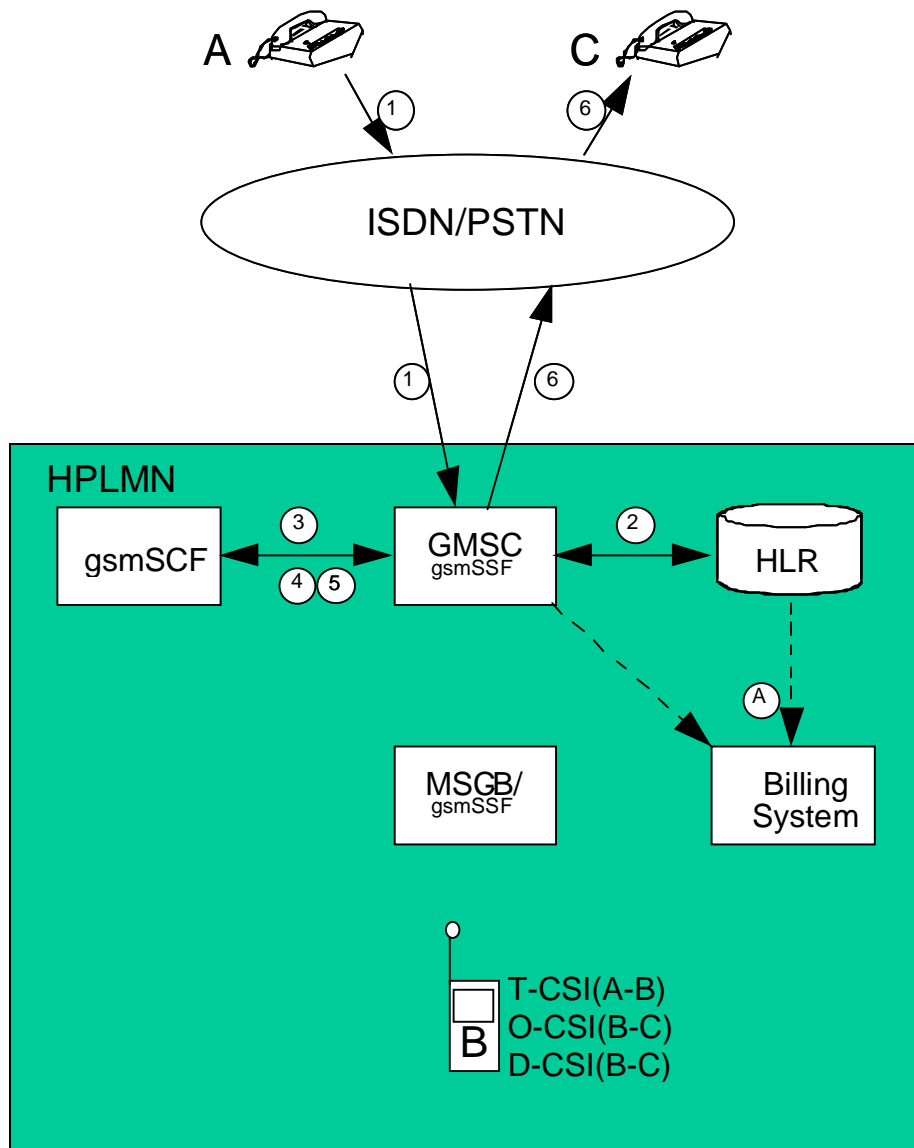 A
C
1
6
ISDN/PSTN
1
6
HPLMN
gsmSCF
3
4
5
GMSC
gsmSSF
2
HLR
A
MSCB/
gsmSSF
Billing
System
B
T-CSI(A-B)
O-CSI(B-C)
D-CSI(B-C)